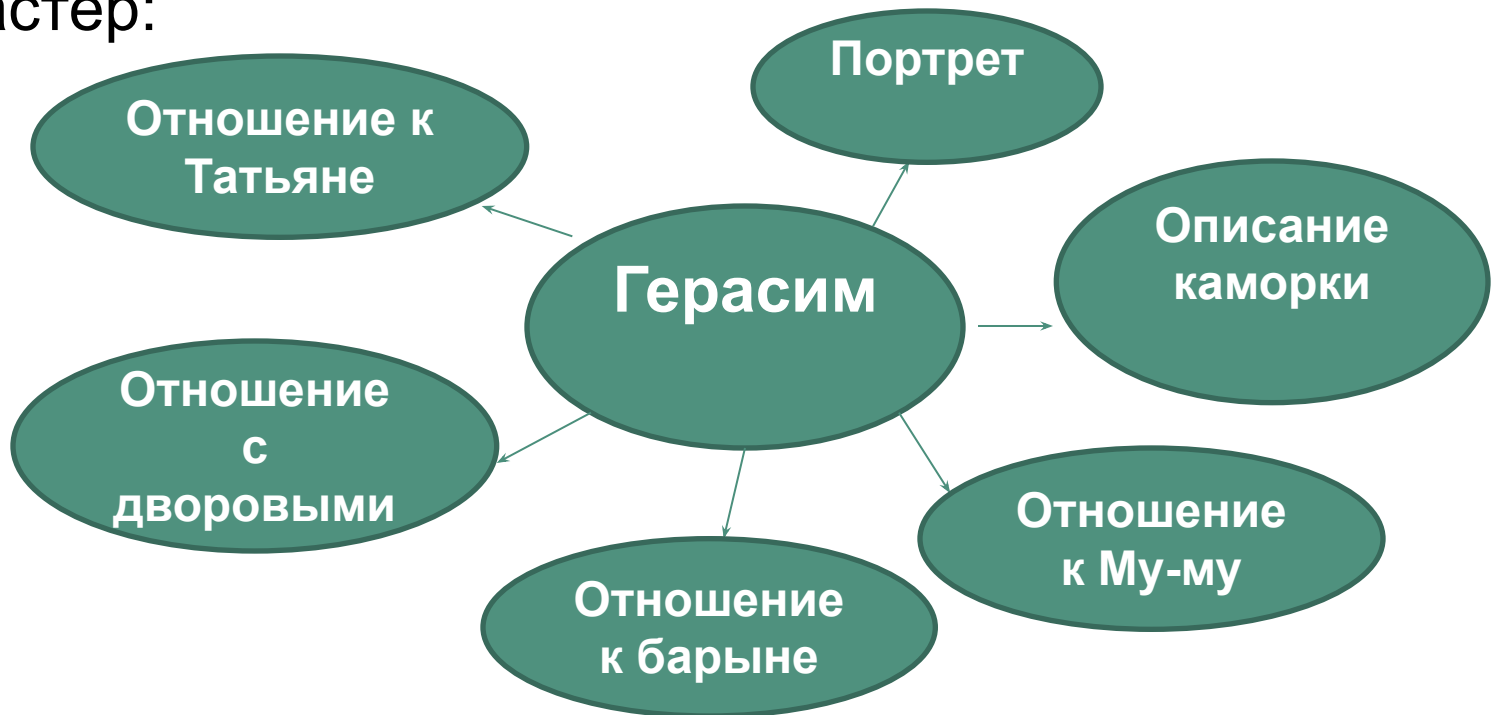 астер:
Портрет
Отношение к
Татьяне
Описание
каморки
Герасим
Отношение
с
дворовыми
Отношение
к Му-му
Отношение
к барыне